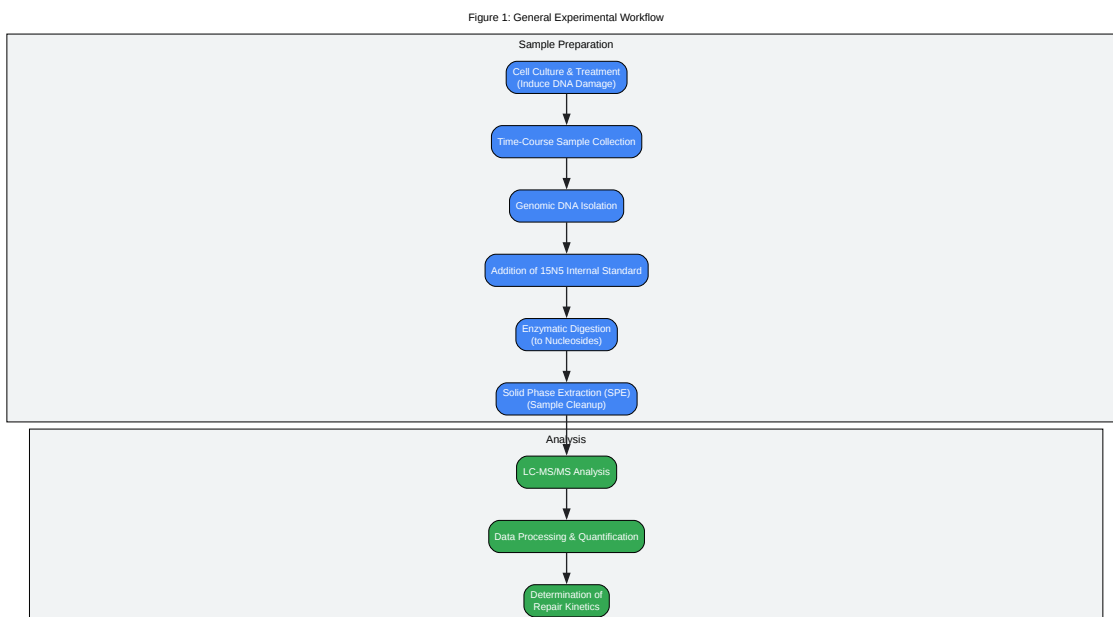 Figure 1: General Experimental Workflow
Sample Preparation
Cell Culture & Treatment
(Induce DNA Damage)
Time-Course Sample Collection
Genomic DNA Isolation
Addition of 15N5 Internal Standard
Enzymatic Digestion
(to Nucleosides)
Solid Phase Extraction (SPE)
(Sample Cleanup)
Analysis
LC-MS/MS Analysis
Data Processing & Quantification
Determination of
Repair Kinetics